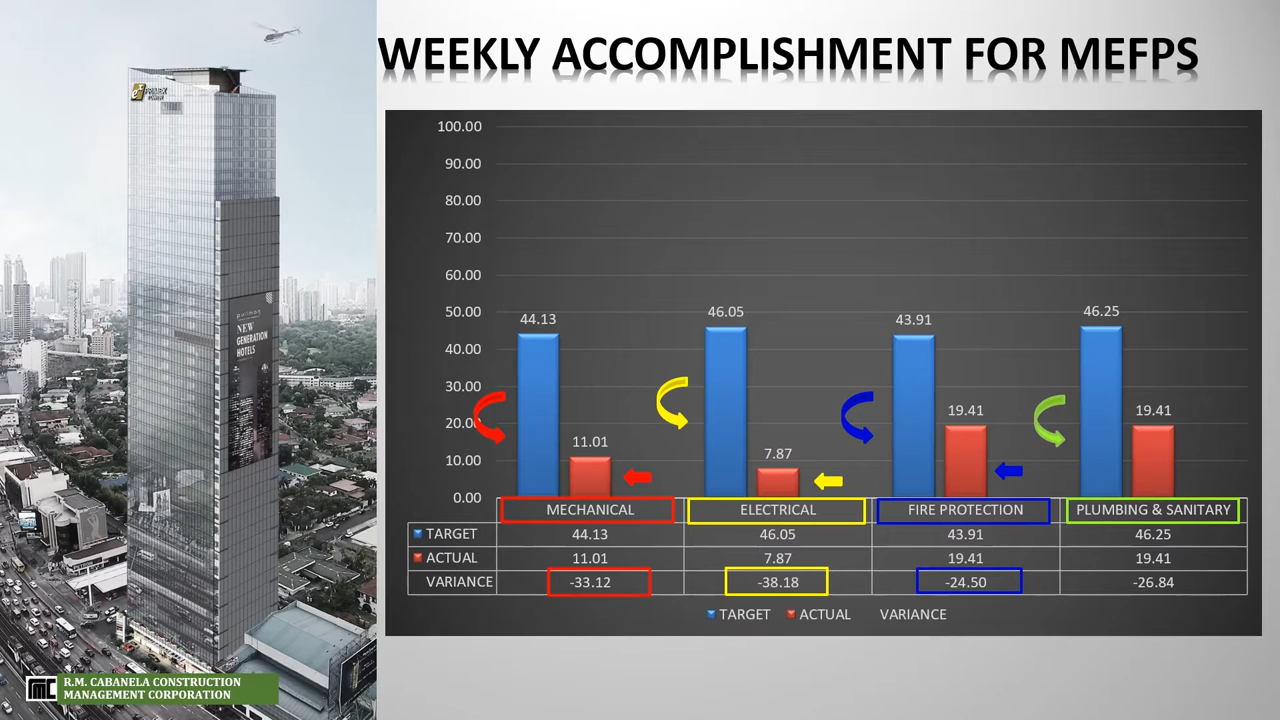 WEEKLY ACCOMPLISHMENT FOR MEFPS
pullman
NEW
GENERATION
HOTELS
R.M. CABANELA CONSTRUCTION
MANAGEMENT CORPORATION
100.00
90.00
80.00
70.00
60.00
50.00
40.00
30.00
20.00
10.00
0.00
44.13
11.01
46.05
7.87
43.91
19.41
46.25
19.41
MECHANICAL ELECTRICAL FIRE PROTECTION PLUMBING & SANITARY
TARGET 44.13 46.05 43.91 46.25
ACTUAL 11.01 7.87 19.41 19.41
VARIANCE -33.12 -38.18 -24.50 -26.84
TARGET ACTUAL VARIANCE